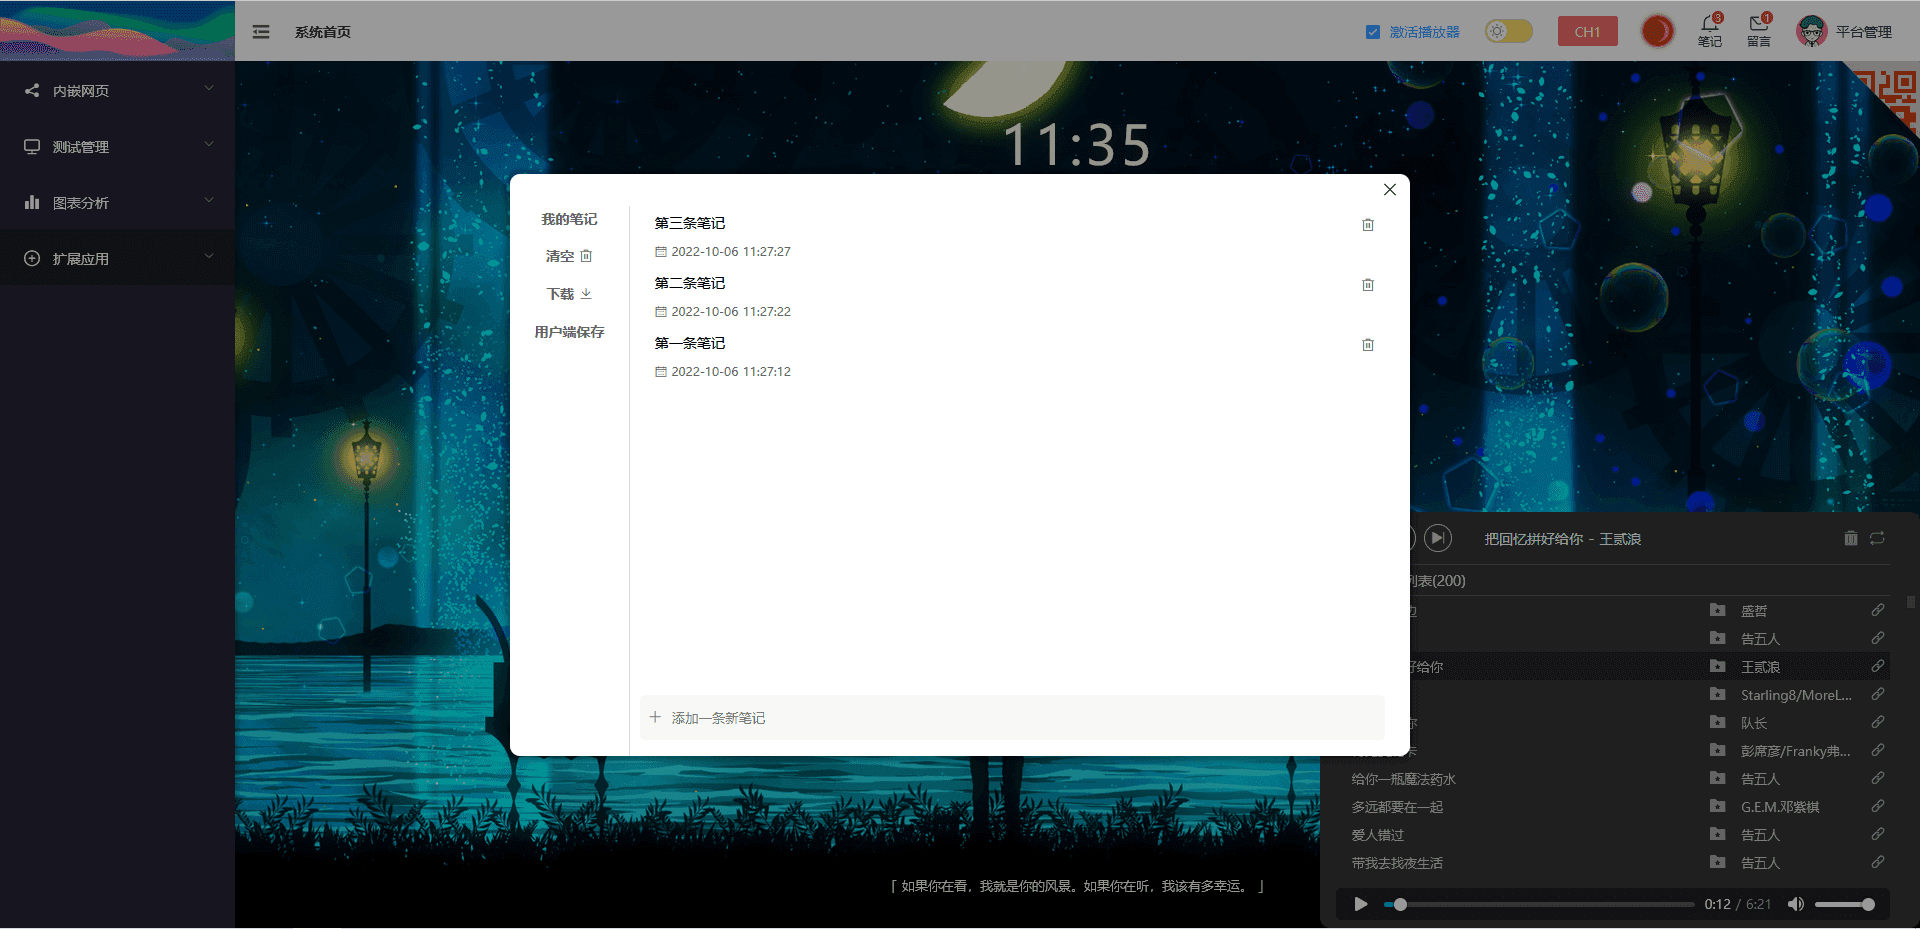 系统首页
激活播放器
CH1
3
笔记
1
留言
平台管理
内嵌网页
测试管理
图表分析
扩展应用
11:35
我的笔记
清空
下载
用户端保存
第三条笔记
2022-10-06 11:27:27
第二条笔记
2022-10-06 11:27:22
第一条笔记
2022-10-06 11:27:12
添加一条新笔记
把回忆拼好给你 - 王贰浪
列表(200)
盛哲
告五人
好给你 王贰浪
Starling8/MoreL...
队长
彭席彦/Franky弗...
给你一瓶魔法药水 告五人
多远都要在一起 G.E.M.邓紫棋
爱人错过 告五人
带我去找夜生活 告五人
0:12 / 6:21
「 如果你在看，我就是你的风景。如果你在听，我该有多幸运。 」